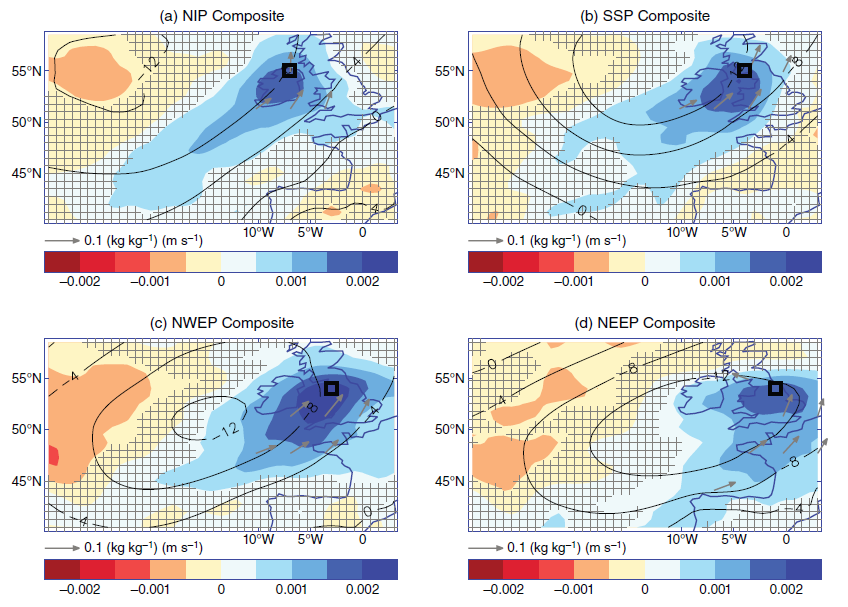 (a) NIP Composite
(b) SSP Composite
−12
−4
−8
55°N
55°N
50°N
0
50°N
−4
45°N
45°N
−4
0
10°W 5°W 0
10°W 5°W 0
0.1 (kg kg−1) (m s−1)
0.1 (kg kg−1) (m s−1)
−0.002 −0.001 0 0.001 0.002
−0.002 −0.001 0 0.001 0.002
(c) NWEP Composite
(d) NEEP Composite
−4
−0
−8
−12
55°N
55°N
−4
−8
−4
50°N
−12
50°N
−8
45°N
45°N
−4
0
−4
10°W 5°W 0
10°W 5°W 0
0.1 (kg kg−1) (m s−1)
0.1 (kg kg−1) (m s−1)
−0.002 −0.001 0 0.001 0.002
−0.002 −0.001 0 0.001 0.002